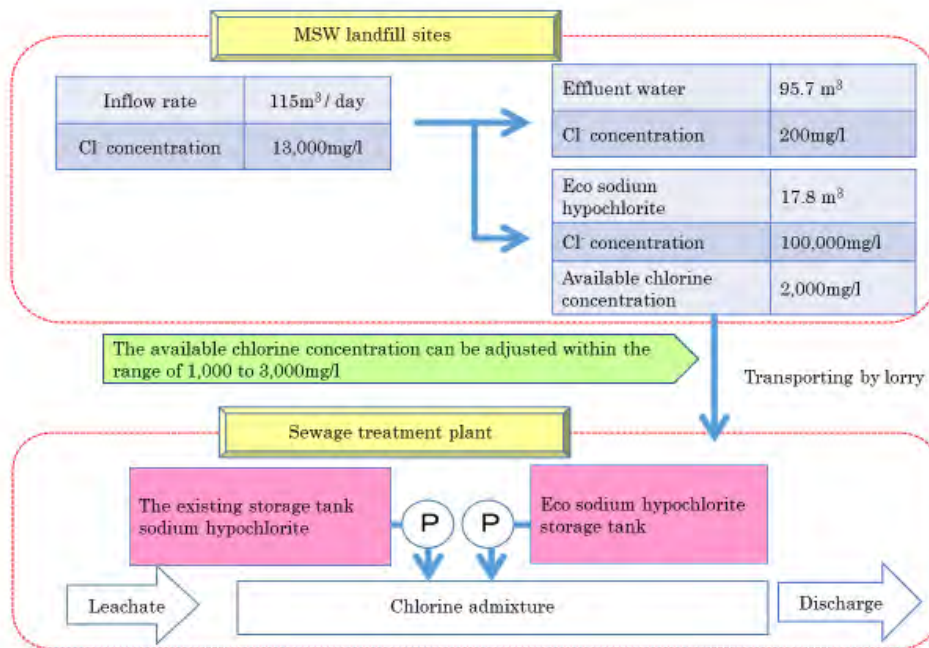 MSW landfill sites
Inflow rate 115m³/ day
Cl⁻ concentration 13,000mg/l
Effluent water 95.7 m³
Cl⁻ concentration 200mg/l
Eco sodium
hypochlorite 17.8 m³
Cl⁻ concentration 100,000mg/l
Available chlorine
concentration 2,000mg/l
The available chlorine concentration can be adjusted within the
range of 1,000 to 3,000mg/l
Transporting by lorry
Sewage treatment plant
The existing storage tank
sodium hypochlorite
P
P
Eco sodium hypochlorite
storage tank
Leachate
Chlorine admixture
Discharge